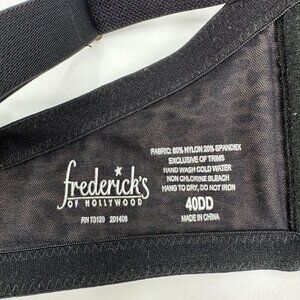 frederick's
OF HOLLYWOOD
RN 73120 201408
FABRIC: 80% NYLON 20% SPANDEX
EXCLUSIVE OF TRIMS
HAND WASH COLD WATER
NON CHLORINE BLEACH
HANG TO DRY, DO NOT IRON
40DD
MADE IN CHINA